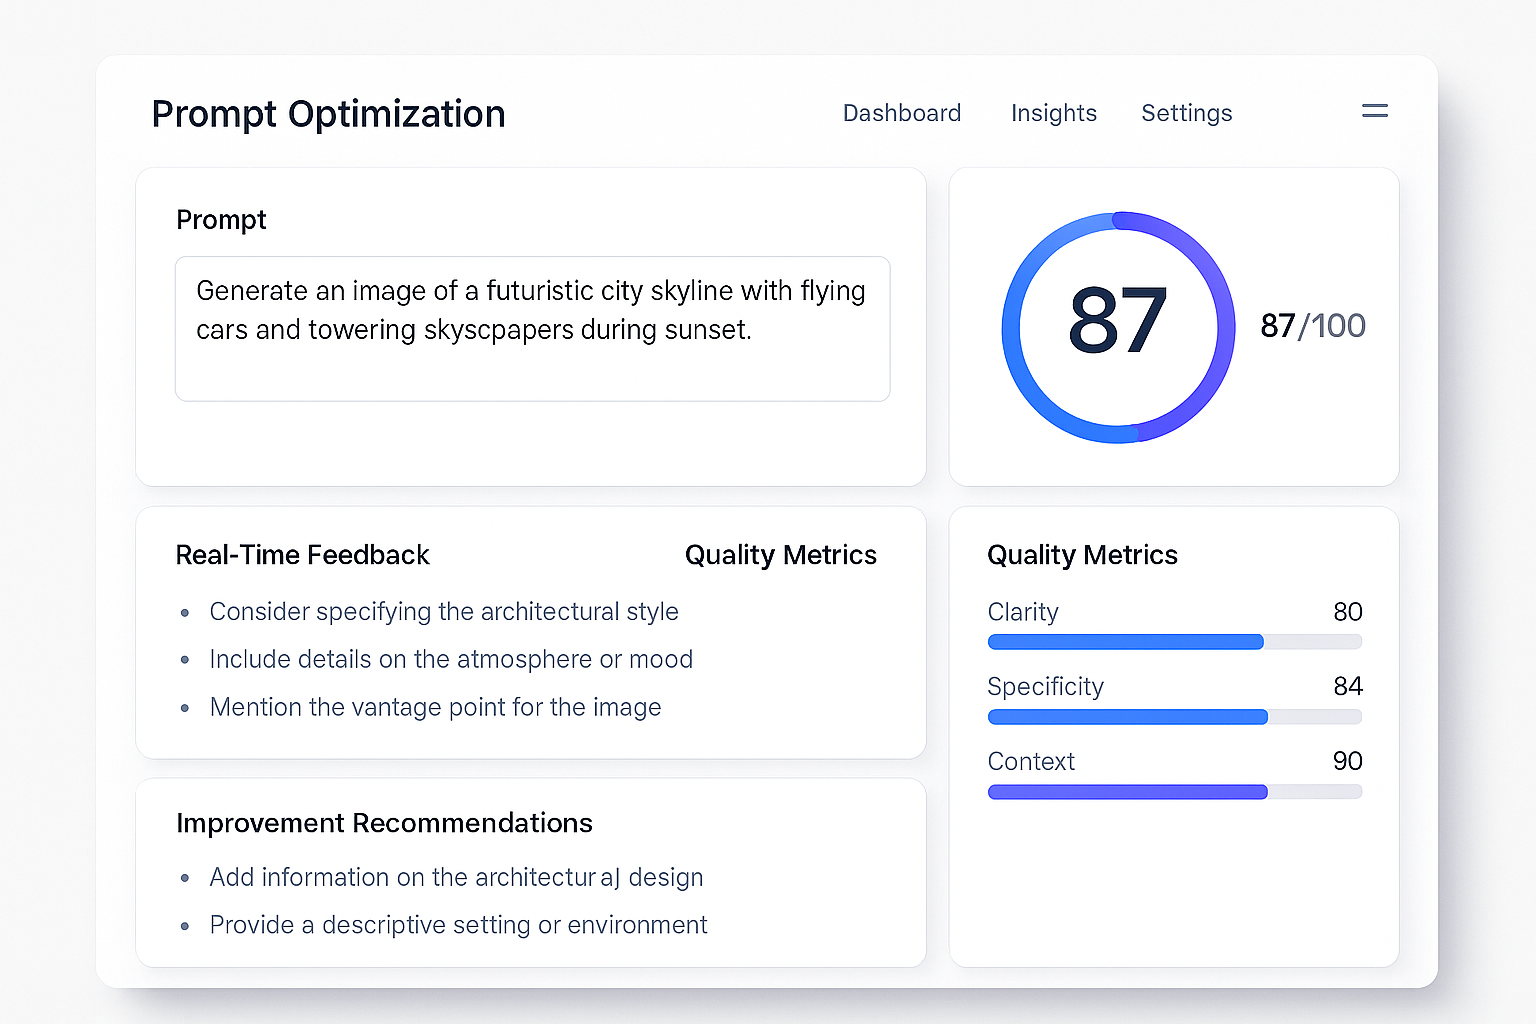 Prompt Optimization
Dashboard
Insights
Settings
Prompt
Generate an image of a futuristic city skyline with flying
cars and towering skyscpapers during sunset.
87
87/100
Real-Time Feedback
Quality Metrics
• Consider specifying the architectural style
• Include details on the atmosphere or mood
• Mention the vantage point for the image
Quality Metrics
Clarity 80
Specificity 84
Context 90
Improvement Recommendations
• Add information on the architectural design
• Provide a descriptive setting or environment